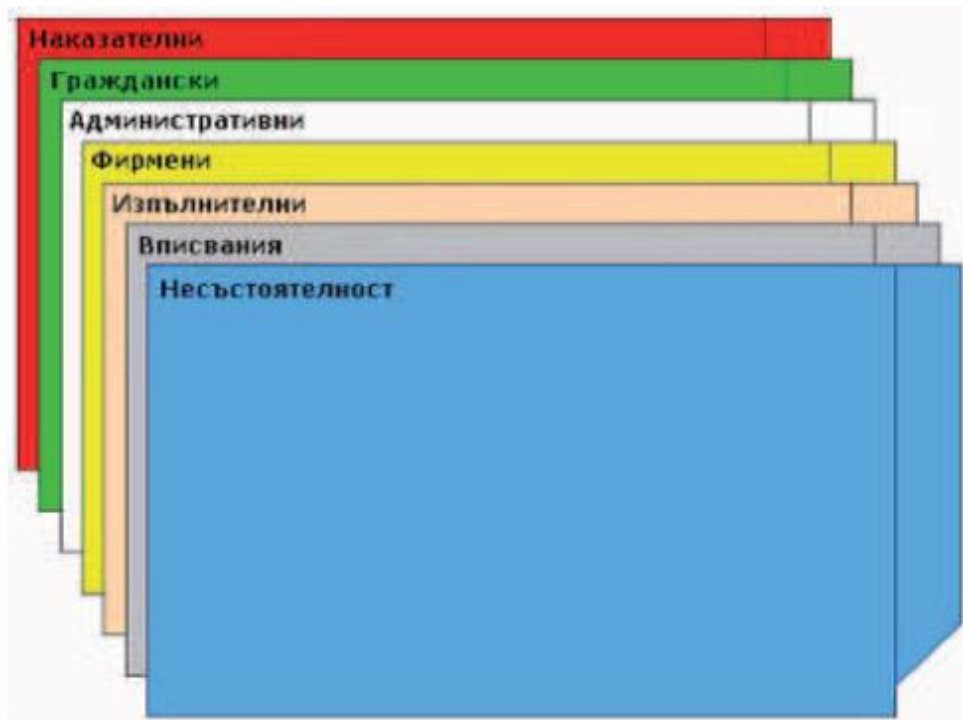 Наказателни
Граждански
Административни
Фирмени
Изпълнителни
Вписвания
Несъстоятелност